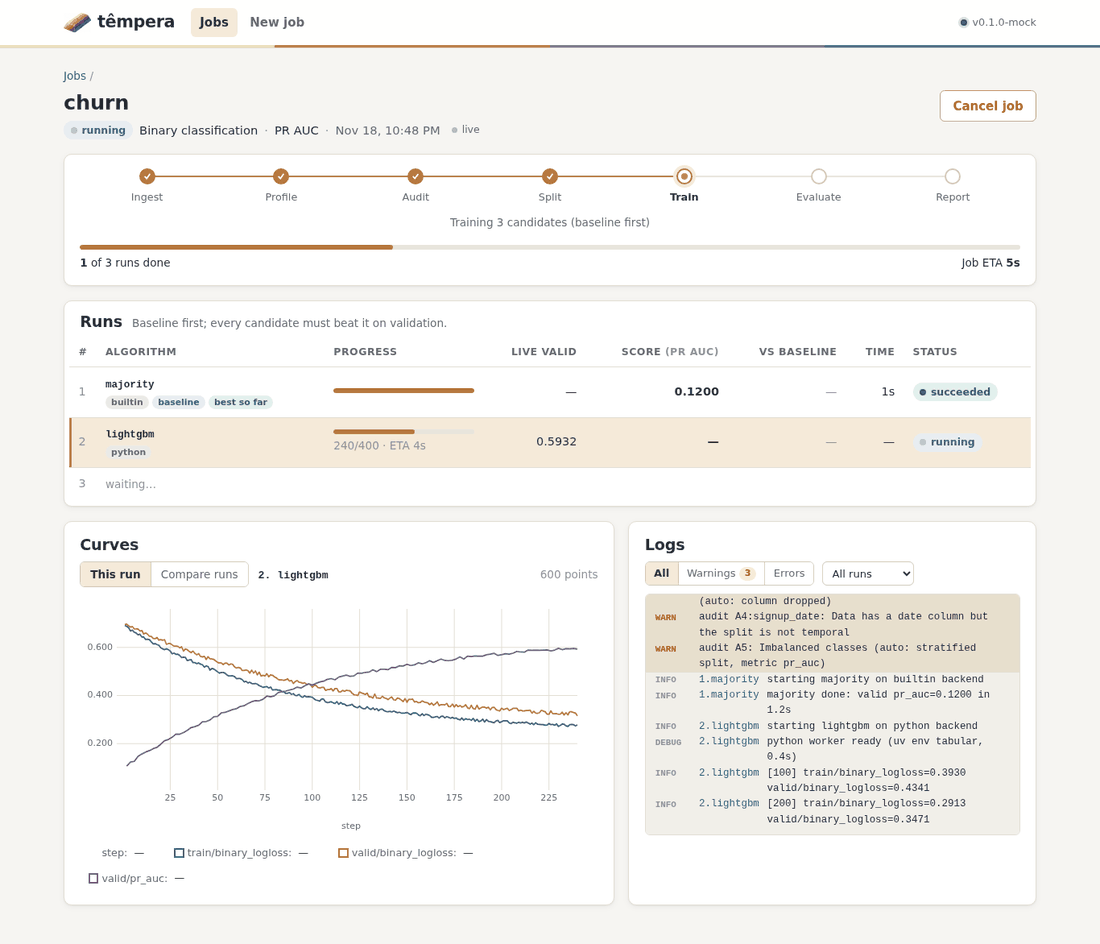 têmpera Jobs New job v0.1.0-mock
Jobs /
churn
Cancel job
running Binary classification · PR AUC · Nov 18, 10:48 PM live
Ingest Profile Audit Split Train Evaluate Report
Training 3 candidates (baseline first)
1 of 3 runs done Job ETA 5s
Runs Baseline first; every candidate must beat it on validation.
# ALGORITHM PROGRESS LIVE VALID SCORE (PR AUC) VS BASELINE TIME STATUS
1 majority — 0.1200 — 1s succeeded
builtin baseline best so far
2 lightgbm 0.5932 — — — running
python 240/400 · ETA 4s
3 waiting…
Curves
This run Compare runs 2. lightgbm 600 points
0.600
0.400
0.200
25 50 75 100 125 150 175 200 225
step
step: — train/binary_logloss: — valid/binary_logloss: —
valid/pr_auc: —
Logs
All Warnings 3 Errors All runs
(auto: column dropped)
WARN audit A4:signup_date: Data has a date column but
the split is not temporal
WARN audit A5: Imbalanced classes (auto: stratified
split, metric pr_auc)
INFO 1.majority starting majority on builtin backend
INFO 1.majority majority done: valid pr_auc=0.1200 in
1.2s
INFO 2.lightgbm starting lightgbm on python backend
DEBUG 2.lightgbm python worker ready (uv env tabular,
0.4s)
INFO 2.lightgbm [100] train/binary_logloss=0.3930
valid/binary_logloss=0.4341
INFO 2.lightgbm [200] train/binary_logloss=0.2913
valid/binary_logloss=0.3471